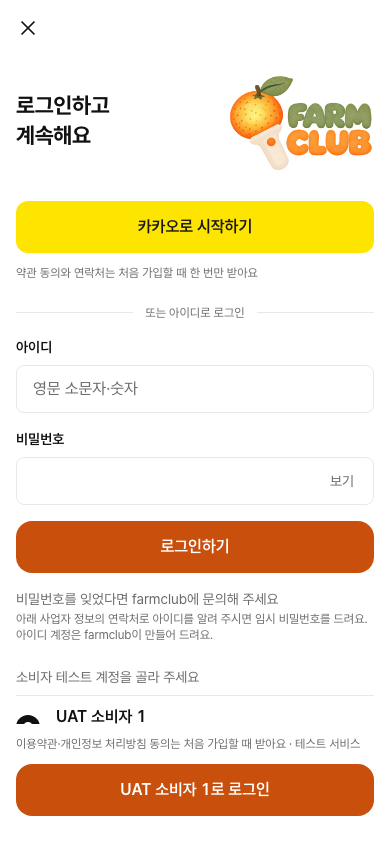 로그인하고
계속해요
FARM
CLUB
카카오로 시작하기
약관 동의와 연락처는 처음 가입할 때 한 번만 받아요
또는 아이디로 로그인
아이디
영문 소문자·숫자
비밀번호
보기
로그인하기
비밀번호를 잊었다면 farmclub에 문의해 주세요
아래 사업자 정보의 연락처로 아이디를 알려 주시면 임시 비밀번호를 드려요.
아이디 계정은 farmclub이 만들어 드려요.
소비자 테스트 계정을 골라 주세요
UAT 소비자 1
이용약관·개인정보 처리방침 동의는 처음 가입할 때 받아요 · 테스트 서비스
UAT 소비자 1로 로그인